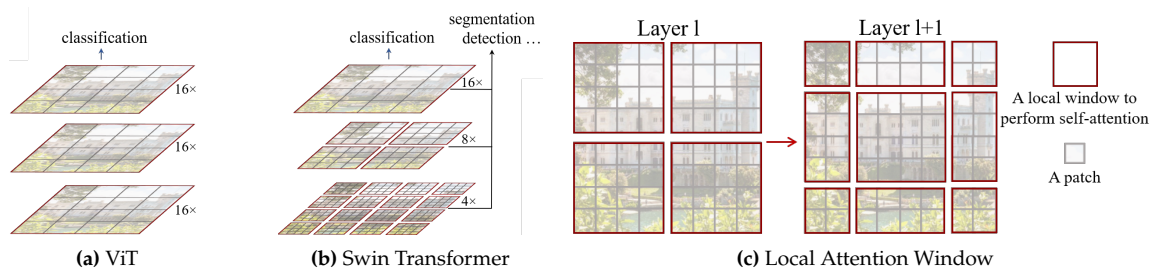 classification
16×
16×
16×
(a) ViT
segmentation
classification
detection ...
16×
8×
4×
(b) Swin Transformer
Layer l
Layer l+1
A local window to
perform self-attention
A patch
(c) Local Attention Window